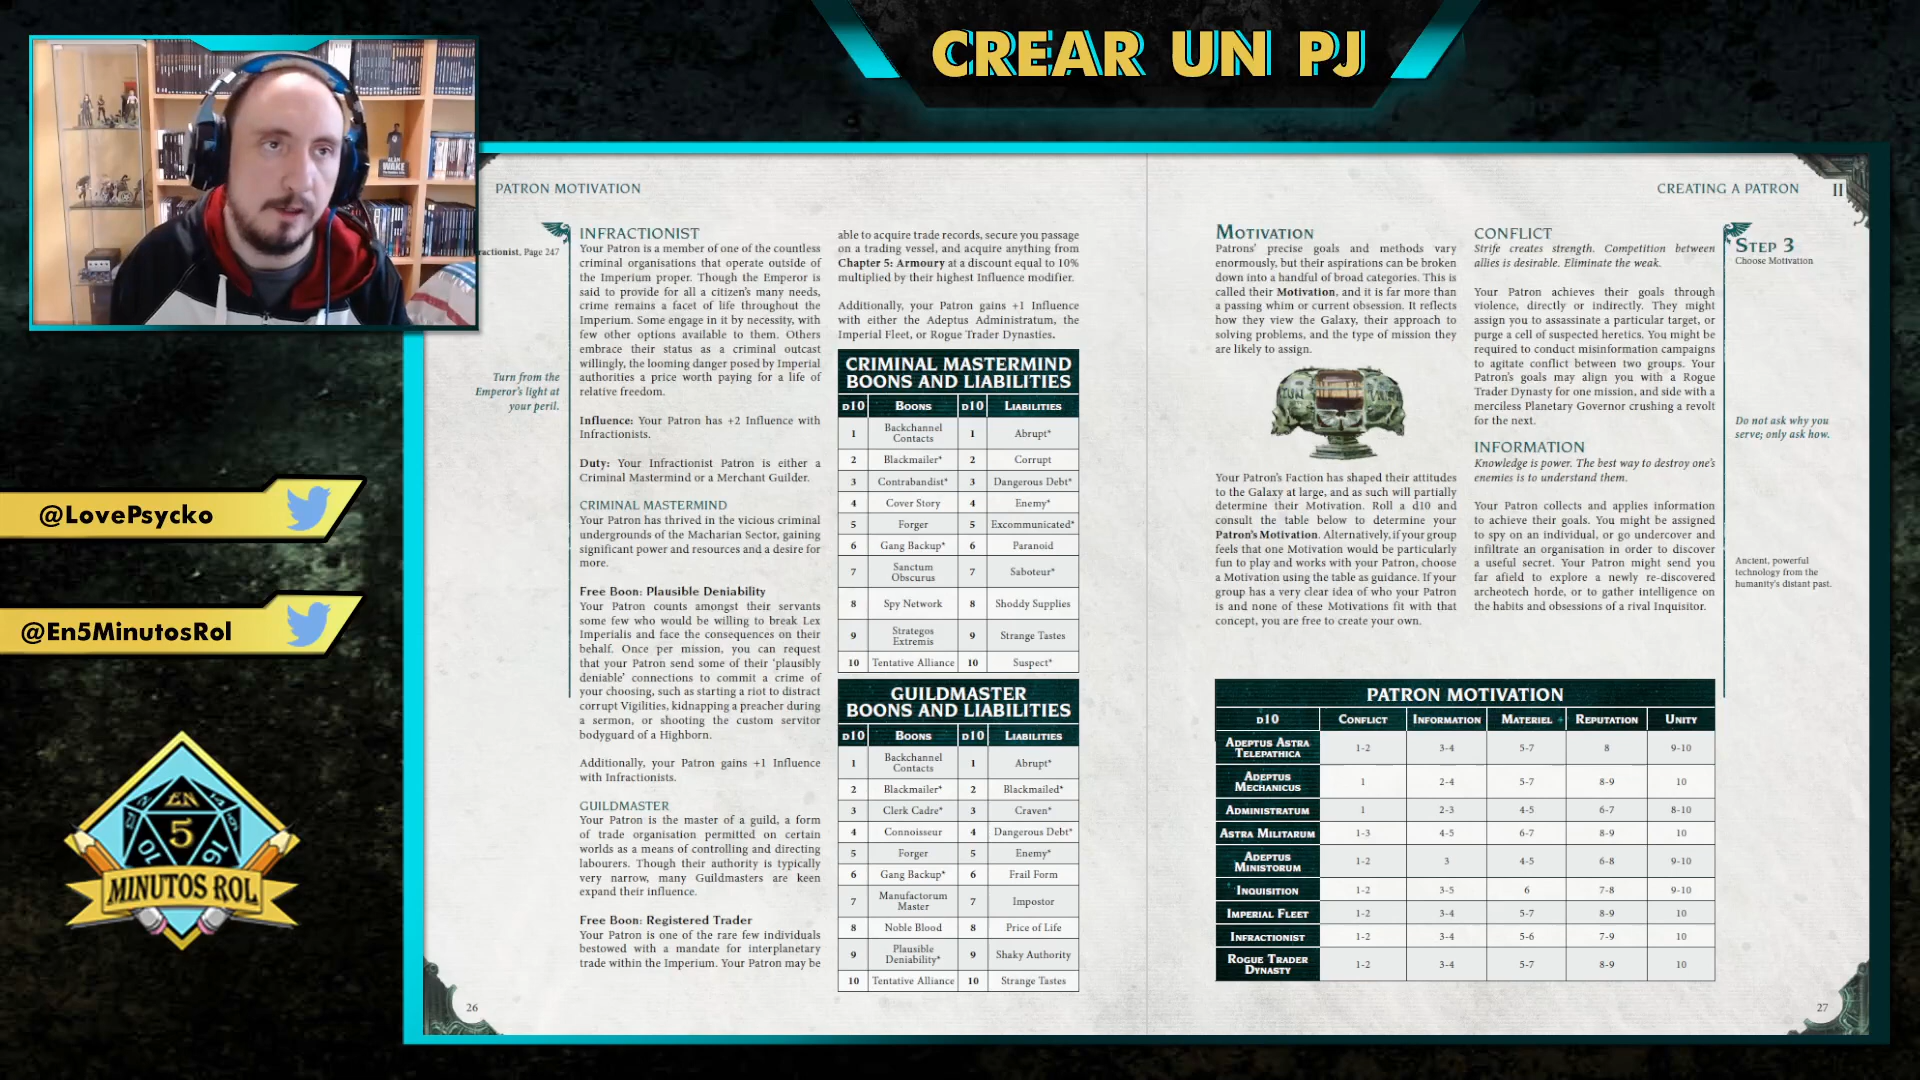 CREAR UN PJ
ALAN
WAKE
@LovePsycko
@En5MinutosRol
EN
5
MINUTOS ROL
PATRON MOTIVATION
ractionist, Page 247
Turn from the
Emperor's light at
your peril.
INFRACTIONIST
Your Patron is a member of one of the countless
criminal organisations that operate outside of
the Imperium proper. Though the Emperor is
said to provide for all a citizen's many needs,
crime remains a facet of life throughout the
Imperium. Some engage in it by necessity, with
few other options available to them. Others
embrace their status as a criminal outcast
willingly, the looming danger posed by Imperial
authorities a price worth paying for a life of
relative freedom.
Influence: Your Patron has +2 Influence with
Infractionists.
Duty: Your Infractionist Patron is either a
Criminal Mastermind or a Merchant Guilder.
CRIMINAL MASTERMIND
Your Patron has thrived in the vicious criminal
undergrounds of the Macharian Sector, gaining
significant power and resources and a desire for
more.
Free Boon: Plausible Deniability
Your Patron counts amongst their servants
some few who would be willing to break Lex
Imperialis and face the consequences on their
behalf. Once per mission, you can request
that your Patron send some of their 'plausibly
deniable' connections to commit a crime of
your choosing, such as starting a riot to distract
corrupt Vigilities, kidnapping a preacher during
a sermon, or shooting the custom servitor
bodyguard of a Highborn.
Additionally, your Patron gains +1 Influence
with Infractionists.
GUILDMASTER
Your Patron is the master of a guild, a form
of trade organisation permitted on certain
worlds as a means of controlling and directing
labourers. Though their authority is typically
very narrow, many Guildmasters are keen
expand their influence.
Free Boon: Registered Trader
Your Patron is one of the rare few individuals
bestowed with a mandate for interplanetary
trade within the Imperium. Your Patron may be
able to acquire trade records, secure you passage
on a trading vessel, and acquire anything from
Chapter 5: Armoury at a discount equal to 10%
multiplied by their highest Influence modifier.
Additionally, your Patron gains +1 Influence
with either the Adeptus Administratum, the
Imperial Fleet, or Rogue Trader Dynasties.
CRIMINAL MASTERMIND
BOONS AND LIABILITIES
D10 BOONS D10 LIABILITIES
1 Backchannel Contacts 1 Abrupt*
2 Blackmailer* 2 Corrupt
3 Contrabandist* 3 Dangerous Debt*
4 Cover Story 4 Enemy*
5 Forger 5 Excommunicated*
6 Gang Backup* 6 Paranoid
7 Sanctum Obscurus 7 Saboteur*
8 Spy Network 8 Shoddy Supplies
9 Strategos Extremis 9 Strange Tastes
10 Tentative Alliance 10 Suspect*
GUILDMASTER
BOONS AND LIABILITIES
D10 BOONS D10 LIABILITIES
1 Backchannel Contacts 1 Abrupt*
2 Blackmailer* 2 Blackmailed*
3 Clerk Cadre* 3 Craven*
4 Connoisseur 4 Dangerous Debt*
5 Forger 5 Enemy*
6 Gang Backup* 6 Frail Form
7 Manufactorum Master 7 Impostor
8 Noble Blood 8 Price of Life
9 Plausible Deniability* 9 Shaky Authority
10 Tentative Alliance 10 Strange Tastes
26
CREATING A PATRON II
MOTIVATION
Patrons' precise goals and methods vary
enormously, but their aspirations can be broken
down into a handful of broad categories. This is
called their Motivation, and it is far more than
a passing whim or current obsession. It reflects
how they view the Galaxy, their approach to
solving problems, and the type of mission they
are likely to assign.
Your Patron's Faction has shaped their attitudes
to the Galaxy at large, and as such will partially
determine their Motivation. Roll a d10 and
consult the table below to determine your
Patron's Motivation. Alternatively, if your group
feels that one Motivation would be particularly
fun to play and works with your Patron, choose
a Motivation using the table as guidance. If your
group has a very clear idea of who your Patron
is and none of these Motivations fit with that
concept, you are free to create your own.
CONFLICT
Strife creates strength. Competition between
allies is desirable. Eliminate the weak.
Your Patron achieves their goals through
violence, directly or indirectly. They might
assign you to assassinate a particular target, or
purge a cell of suspected heretics. You might be
required to conduct misinformation campaigns
to agitate conflict between two groups. Your
Patron's goals may align you with a Rogue
Trader Dynasty for one mission, and side with a
merciless Planetary Governor crushing a revolt
for the next.
INFORMATION
Knowledge is power. The best way to destroy one's
enemies is to understand them.
Your Patron collects and applies information
to achieve their goals. You might be assigned
to spy on an individual, or go undercover and
infiltrate an organisation in order to discover
a useful secret. Your Patron might send you
far afield to explore a newly re-discovered
archeotech horde, or to gather intelligence on
the habits and obsessions of a rival Inquisitor.
STEP 3
Choose Motivation
Do not ask why you
serve; only ask how.
Ancient, powerful
technology from the
humanity's distant past.
PATRON MOTIVATION
D10 CONFLICT INFORMATION MATERIEL REPUTATION UNITY
ADEPTUS ASTRA TELEPATHICA 1-2 3-4 5-7 8 9-10
ADEPTUS MECHANICUS 1 2-4 5-7 8-9 10
ADMINISTRATUM 1 2-3 4-5 6-7 8-10
ASTRA MILITARUM 1-3 4-5 6-7 8-9 10
ADEPTUS MINISTORUM 1-2 3 4-5 6-8 9-10
INQUISITION 1-2 3-5 6 7-8 9-10
IMPERIAL FLEET 1-2 3-4 5-7 8-9 10
INFRACTIONIST 1-2 3-4 5-6 7-9 10
ROGUE TRADER DYNASTY 1-2 3-4 5-7 8-9 10
27